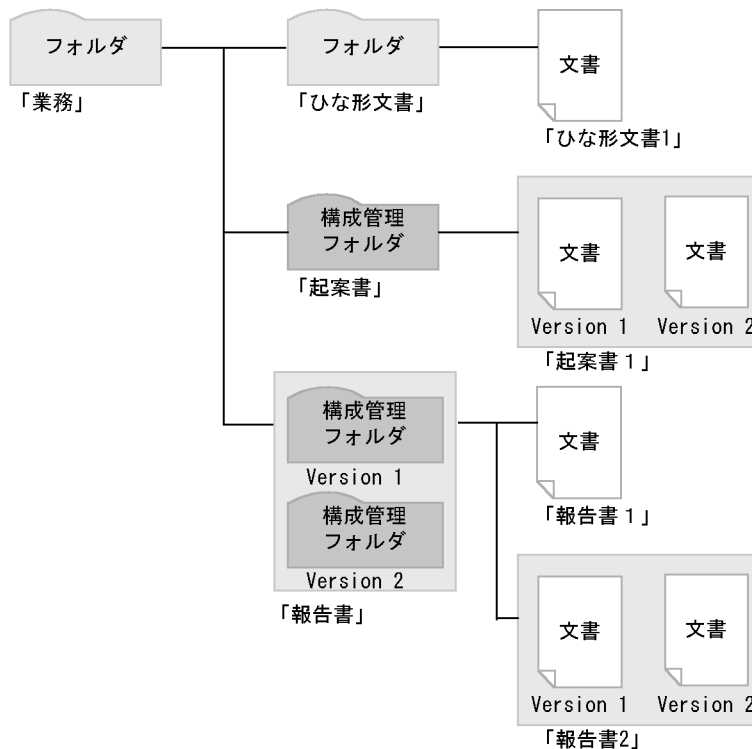 フォルダ
「業務」
フォルダ
「ひな形文書」
文書
「ひな形文書1」
構成管理
フォルダ
「起案書」
文書
Version 1
文書
Version 2
「起案書１」
構成管理
フォルダ
Version 1
構成管理
フォルダ
Version 2
「報告書」
文書
「報告書１」
文書
Version 1
文書
Version 2
「報告書2」